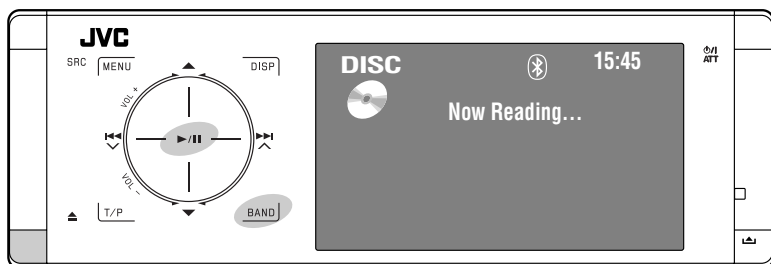 JVC
SRC
MENU
DISP
VOL +
VOL –
T/P
BAND
DISC
15:45
Now Reading...
/I
ATT